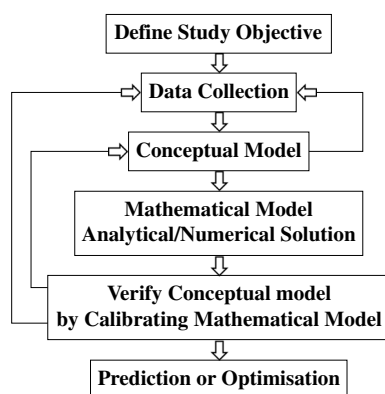 Define Study Objective
Data Collection
Conceptual Model
Mathematical Model
Analytical/Numerical Solution
Verify Conceptual model
by Calibrating Mathematical Model
Prediction or Optimisation